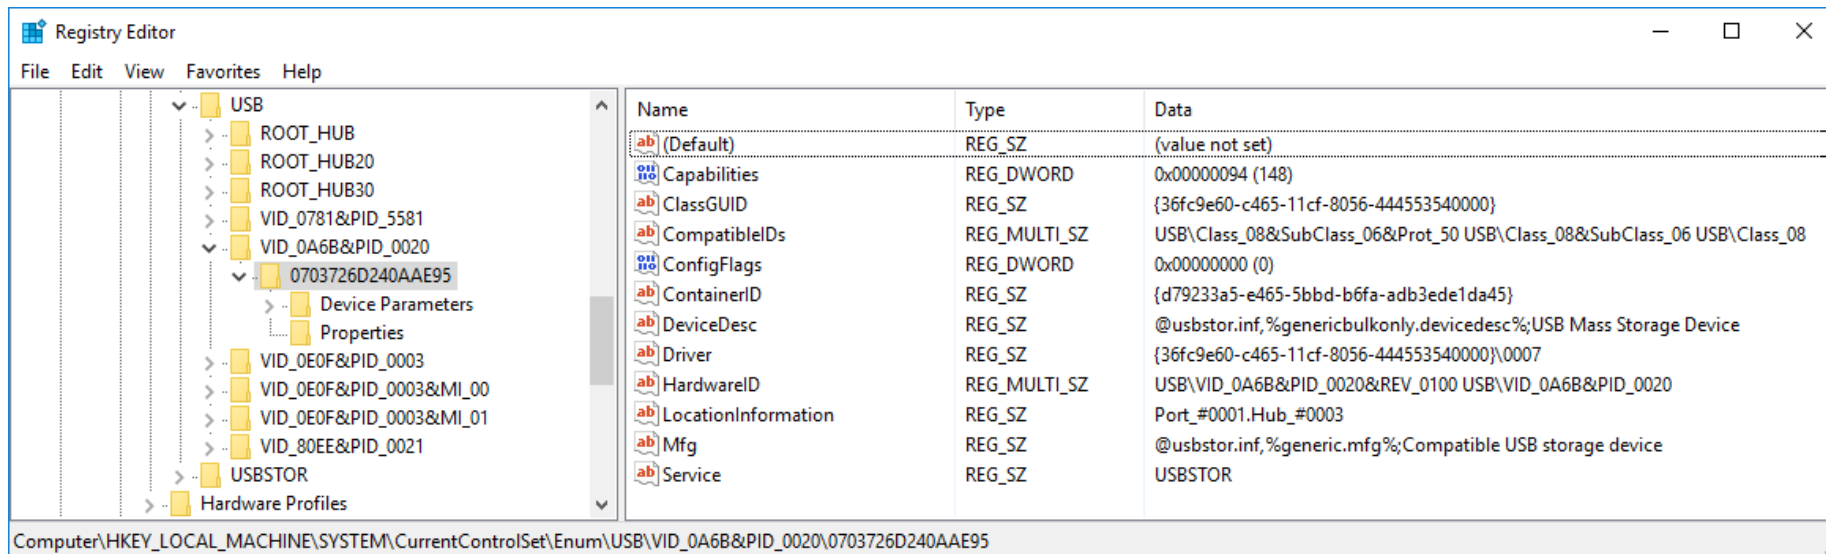 Registry Editor
File Edit View Favorites Help
USB
ROOT_HUB
ROOT_HUB20
ROOT_HUB30
VID_0781&PID_5581
VID_0A6B&PID_0020
0703726D240AAE95
Device Parameters
Properties
VID_0E0F&PID_0003
VID_0E0F&PID_0003&MI_00
VID_0E0F&PID_0003&MI_01
VID_80EE&PID_0021
USBSTOR
Hardware Profiles
Name Type Data
(Default) REG_SZ (value not set)
Capabilities REG_DWORD 0x00000094 (148)
ClassGUID REG_SZ {36fc9e60-c465-11cf-8056-444553540000}
CompatibleIDs REG_MULTI_SZ USB\Class_08&SubClass_06&Prot_50 USB\Class_08&SubClass_06 USB\Class_08
ConfigFlags REG_DWORD 0x00000000 (0)
ContainerID REG_SZ {d79233a5-e465-5bbd-b6fa-adb3ede1da45}
DeviceDesc REG_SZ @usbstor.inf,%genericbulkonly.devicedesc%;USB Mass Storage Device
Driver REG_SZ {36fc9e60-c465-11cf-8056-444553540000}\0007
HardwareID REG_MULTI_SZ USB\VID_0A6B&PID_0020&REV_0100 USB\VID_0A6B&PID_0020
LocationInformation REG_SZ Port_#0001.Hub_#0003
Mfg REG_SZ @usbstor.inf,%generic.mfg%;Compatible USB storage device
Service REG_SZ USBSTOR
Computer\HKEY_LOCAL_MACHINE\SYSTEM\CurrentControlSet\Enum\USB\VID_0A6B&PID_0020\0703726D240AAE95